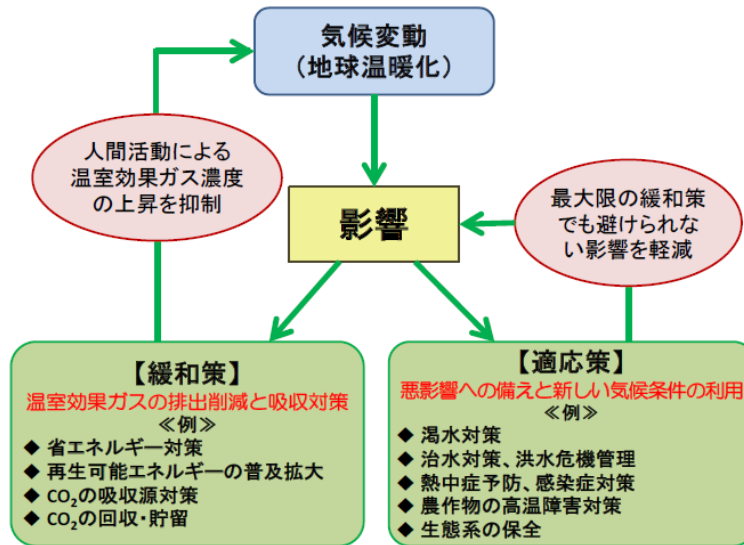 気候変動
（地球温暖化）
人間活動による
温室効果ガス濃度
の上昇を抑制
影響
最大限の緩和策
でも避けられな
い影響を軽減
【緩和策】
温室効果ガスの排出削減と吸収対策
≪例≫
◆ 省エネルギー対策
◆ 再生可能エネルギーの普及拡大
◆ CO₂の吸収源対策
◆ CO₂の回収・貯留
【適応策】
悪影響への備えと新しい気候条件の利用
≪例≫
◆ 渇水対策
◆ 治水対策、洪水危機管理
◆ 熱中症予防、感染症対策
◆ 農作物の高温障害対策
◆ 生態系の保全